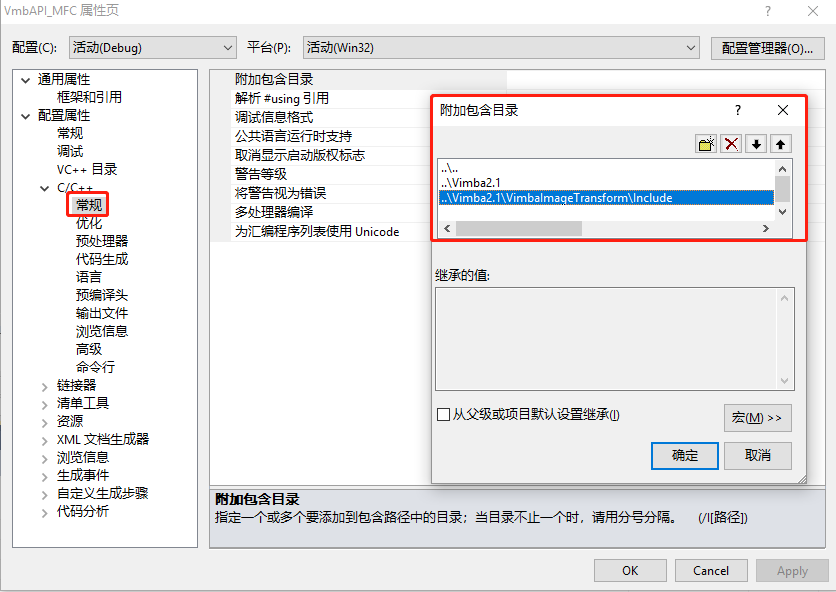 VmbAPI_MFC 属性页
配置(C): 活动(Debug) 平台(P): 活动(Win32) 配置管理器(O)...
通用属性
框架和引用
配置属性
常规
调试
VC++ 目录
C/C++
常规
优化
预处理器
代码生成
语言
预编译头
输出文件
浏览信息
高级
命令行
链接器
清单工具
资源
XML 文档生成器
浏览信息
生成事件
自定义生成步骤
代码分析
附加包含目录
解析 #using 引用
调试信息格式
公共语言运行时支持
取消显示启动版权标志
警告等级
将警告视为错误
多处理器编译
为汇编程序列表使用 Unicode
附加包含目录
..\..
..\Vimba2.1
..\Vimba2.1\VimbaImageTransform\Include
继承的值:
从父级或项目默认设置继承(I)
宏(M) >>
确定 取消
附加包含目录
指定一个或多个要添加到包含路径中的目录；当目录不止一个时，请用分号分隔。 (/I[路径])
OK Cancel Apply